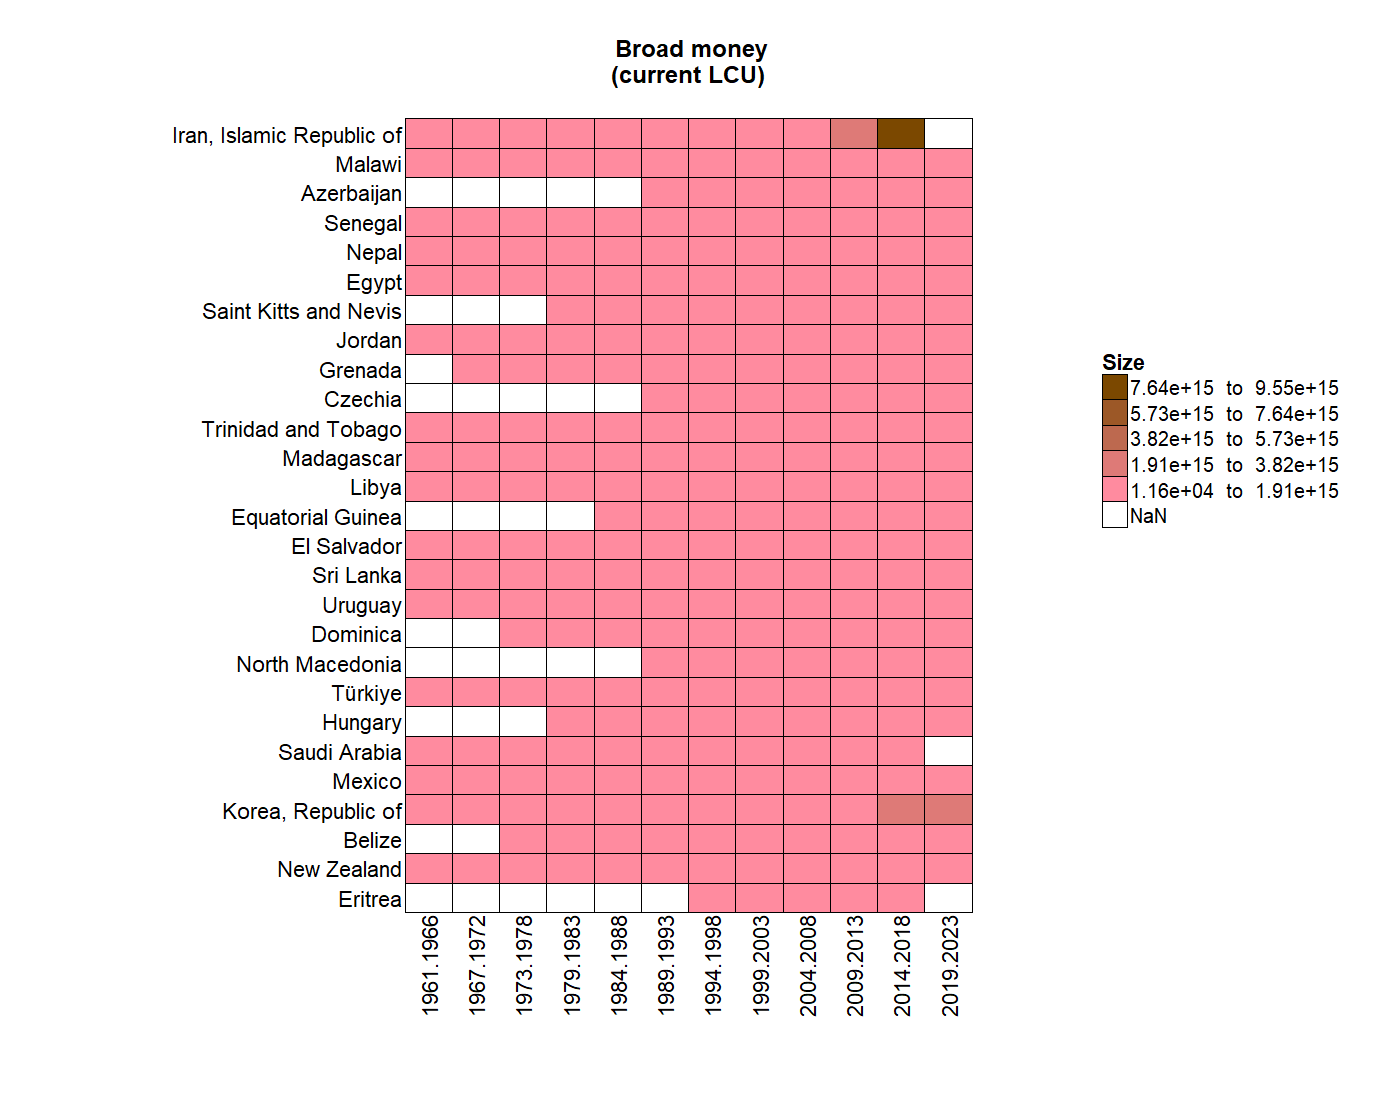 Broad money
(current LCU)
Iran, Islamic Republic of
Malawi
Azerbaijan
Senegal
Nepal
Egypt
Saint Kitts and Nevis
Jordan
Grenada
Czechia
Trinidad and Tobago
Madagascar
Libya
Equatorial Guinea
El Salvador
Sri Lanka
Uruguay
Dominica
North Macedonia
Türkiye
Hungary
Saudi Arabia
Mexico
Korea, Republic of
Belize
New Zealand
Eritrea
1961.1966
1967.1972
1973.1978
1979.1983
1984.1988
1989.1993
1994.1998
1999.2003
2004.2008
2009.2013
2014.2018
2019.2023
Size
7.64e+15 to 9.55e+15
5.73e+15 to 7.64e+15
3.82e+15 to 5.73e+15
1.91e+15 to 3.82e+15
1.16e+04 to 1.91e+15
NaN